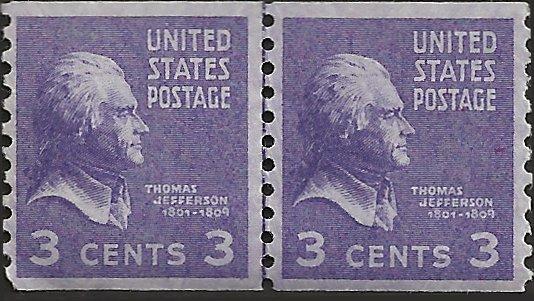 UNITED
STATES
POSTAGE
THOMAS
JEFFERSON
1801-1809
3 CENTS 3
UNITED
STATES
POSTAGE
THOMAS
JEFFERSON
1801-1809
3 CENTS 3